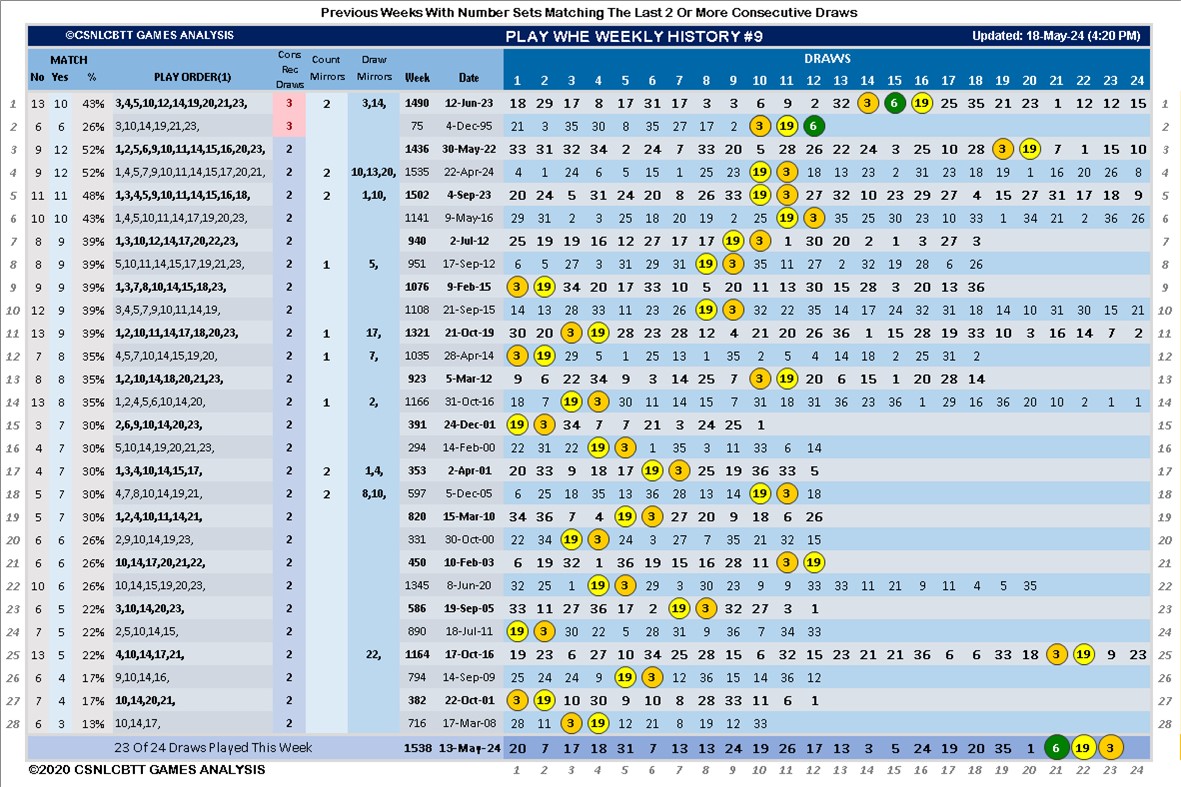 Previous Weeks With Number Sets Matching The Last 2 Or More Consecutive Draws
©CSNLCBTT GAMES ANALYSIS PLAY WHE WEEKLY HISTORY #9 Updated: 18-May-24 (4:20 PM)
MATCH Cons Rec Draws Count Mirrors Draw Mirrors DRAWS
No Yes % PLAY ORDER(1) Week Date 1 2 3 4 5 6 7 8 9 10 11 12 13 14 15 16 17 18 19 20 21 22 23 24
1 13 10 43% 3,4,5,10,12,14,19,20,21,23, 3 2 3,14, 1490 12-Jun-23 18 29 17 8 17 31 17 3 3 6 9 2 32 3 6 19 25 35 21 23 1 12 12 15 1
2 6 6 26% 3,10,14,19,21,23, 3 75 4-Dec-95 21 3 35 30 8 35 27 17 2 3 19 6 2
3 9 12 52% 1,2,5,6,9,10,11,14,15,16,20,23, 2 1436 30-May-22 33 31 32 34 2 24 7 33 20 5 28 26 22 24 3 25 10 28 3 19 7 1 15 10 3
4 9 12 52% 1,4,5,7,9,10,11,14,15,17,20,21, 2 2 10,13,20, 1535 22-Apr-24 4 1 24 6 5 15 1 25 23 19 3 18 13 23 2 31 23 18 19 1 16 20 26 8 4
5 11 11 48% 1,3,4,5,9,10,11,14,15,16,18, 2 2 1,10, 1502 4-Sep-23 20 24 5 31 24 20 8 26 33 19 3 27 32 10 23 16 29 27 4 15 27 31 17 18 9 5
6 10 10 43% 1,4,5,10,11,14,17,19,20,23, 2 1141 9-May-16 29 31 2 3 25 18 20 19 2 25 19 3 35 25 30 23 10 33 1 34 21 2 36 26 6
7 8 9 39% 1,3,10,12,14,17,20,22,23, 2 940 2-Jul-12 25 19 19 16 12 27 17 17 19 3 1 30 20 2 1 3 27 3 7
8 8 9 39% 5,10,11,14,15,17,19,21,23, 2 1 5, 951 17-Sep-12 6 5 27 3 31 29 31 19 3 35 11 27 2 32 19 28 6 26 8
9 9 9 39% 1,3,7,8,10,14,15,18,23, 2 1076 9-Feb-15 3 19 34 20 17 33 10 5 20 11 13 30 15 28 3 20 13 36 9
10 12 9 39% 3,4,5,7,9,10,11,14,19, 2 1108 21-Sep-15 14 13 28 33 11 23 26 19 3 32 22 35 14 17 24 32 31 18 14 10 31 30 15 21 10
11 13 9 39% 1,2,10,11,14,17,18,20,23, 2 1 17, 1321 21-Oct-19 30 20 3 19 28 23 28 12 4 21 20 26 36 1 15 28 19 33 10 3 16 14 7 2 11
12 7 8 35% 4,5,7,10,14,15,19,20, 2 1 7, 1035 28-Apr-14 3 19 29 5 1 25 13 1 35 2 5 4 14 18 2 25 31 2 12
13 8 8 35% 1,2,10,14,18,20,21,23, 2 923 5-Mar-12 9 6 22 34 9 3 14 25 7 3 19 20 6 15 1 20 28 14 13
14 13 8 35% 1,2,4,5,6,10,14,20, 2 1 2, 1166 31-Oct-16 18 7 19 3 30 11 14 15 7 31 18 31 36 23 36 1 29 16 36 20 10 2 1 1 14
15 3 7 30% 2,6,9,10,14,20,23, 2 391 24-Dec-01 19 3 34 7 7 21 3 24 25 1 15
16 4 7 30% 5,10,14,19,20,21,23, 2 294 14-Feb-00 22 31 22 19 3 1 35 3 11 33 6 14 16
17 4 7 30% 1,3,4,10,14,15,17, 2 2 1,4, 353 2-Apr-01 20 33 9 18 17 19 3 25 19 36 33 5 17
18 5 7 30% 4,7,8,10,14,19,21, 2 2 8,10, 597 5-Dec-05 6 25 18 35 13 36 28 13 14 19 3 18 18
19 5 7 30% 1,2,4,10,11,14,21, 2 820 15-Mar-10 34 36 7 4 19 3 27 20 9 18 6 26 19
20 6 6 26% 2,9,10,14,19,23, 2 331 30-Oct-00 22 34 19 3 24 3 27 7 35 21 32 15 20
21 6 6 26% 10,14,17,20,21,22, 2 450 10-Feb-03 6 19 32 1 36 19 15 16 28 11 3 19 21
22 10 6 26% 10,14,15,19,20,23, 2 1345 8-Jun-20 32 25 1 19 3 29 3 30 23 9 9 33 33 11 21 9 11 4 5 35 22
23 6 5 22% 3,10,14,20,23, 2 586 19-Sep-05 33 11 27 36 17 2 19 3 32 27 3 1 23
24 7 5 22% 2,5,10,14,15, 2 890 18-Jul-11 19 3 30 22 5 28 31 9 36 7 34 33 24
25 13 5 22% 4,10,14,17,21, 2 22, 1164 17-Oct-16 19 23 6 27 10 34 25 28 15 6 32 15 23 21 21 36 6 6 33 18 3 19 9 23 25
26 6 4 17% 9,10,14,16, 2 794 14-Sep-09 25 24 24 9 19 3 12 36 15 14 36 12 26
27 7 4 17% 10,14,20,21, 2 382 22-Oct-01 3 19 10 30 9 10 8 28 33 11 6 1 27
28 6 3 13% 10,14,17, 2 716 17-Mar-08 28 11 3 19 12 21 8 19 12 33 28
23 Of 24 Draws Played This Week 1538 13-May-24 20 7 17 18 31 7 13 13 24 19 26 17 13 3 5 24 19 20 35 1 6 19 3
©2020 CSNLCBTT GAMES ANALYSIS 1 2 3 4 5 6 7 8 9 10 11 12 13 14 15 16 17 18 19 20 21 22 23 24